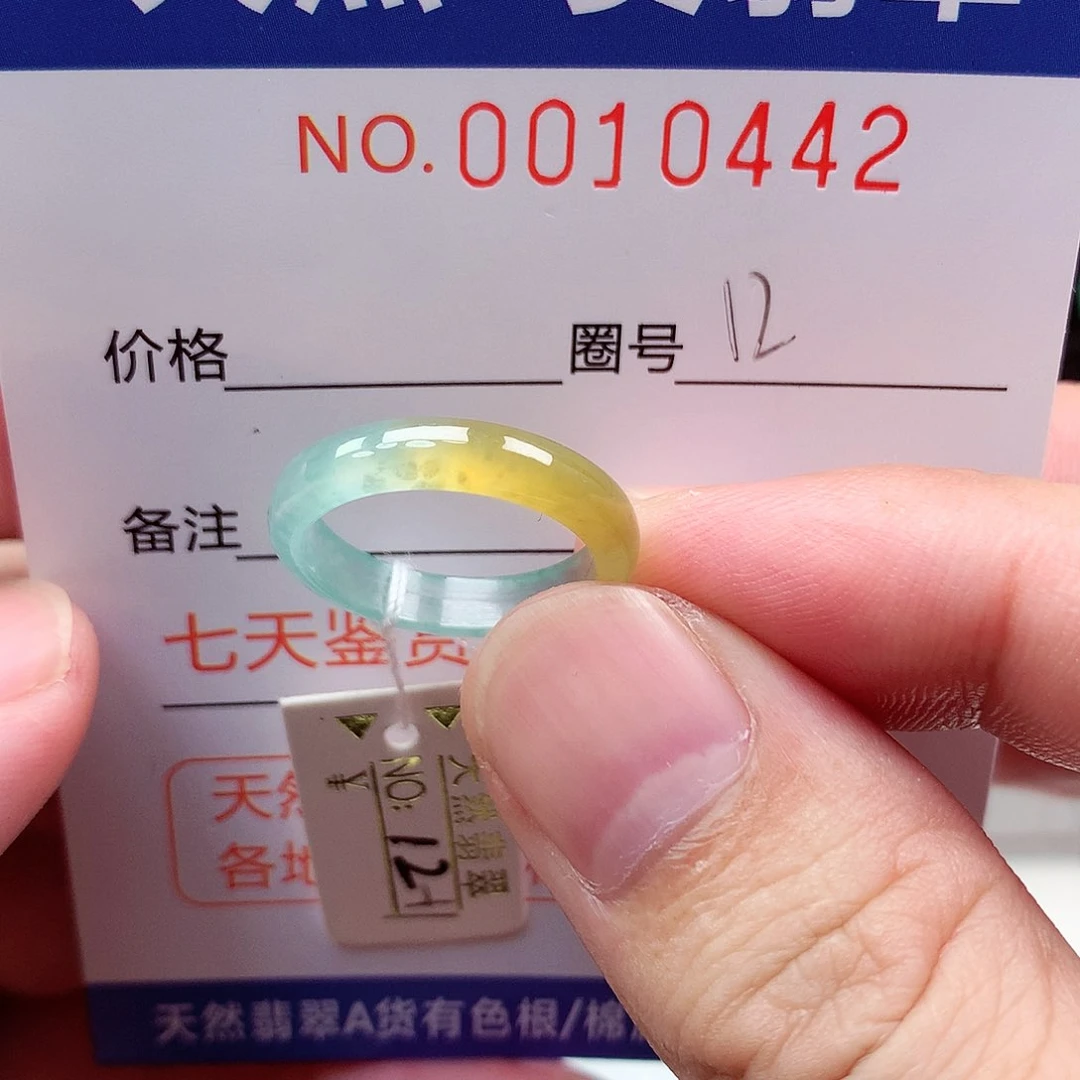 NO.0010442
价格 圈号 12
备注
七天鉴赏
天然
各地
天然翡翠
NO: 12
天然翡翠A货有色根/棉